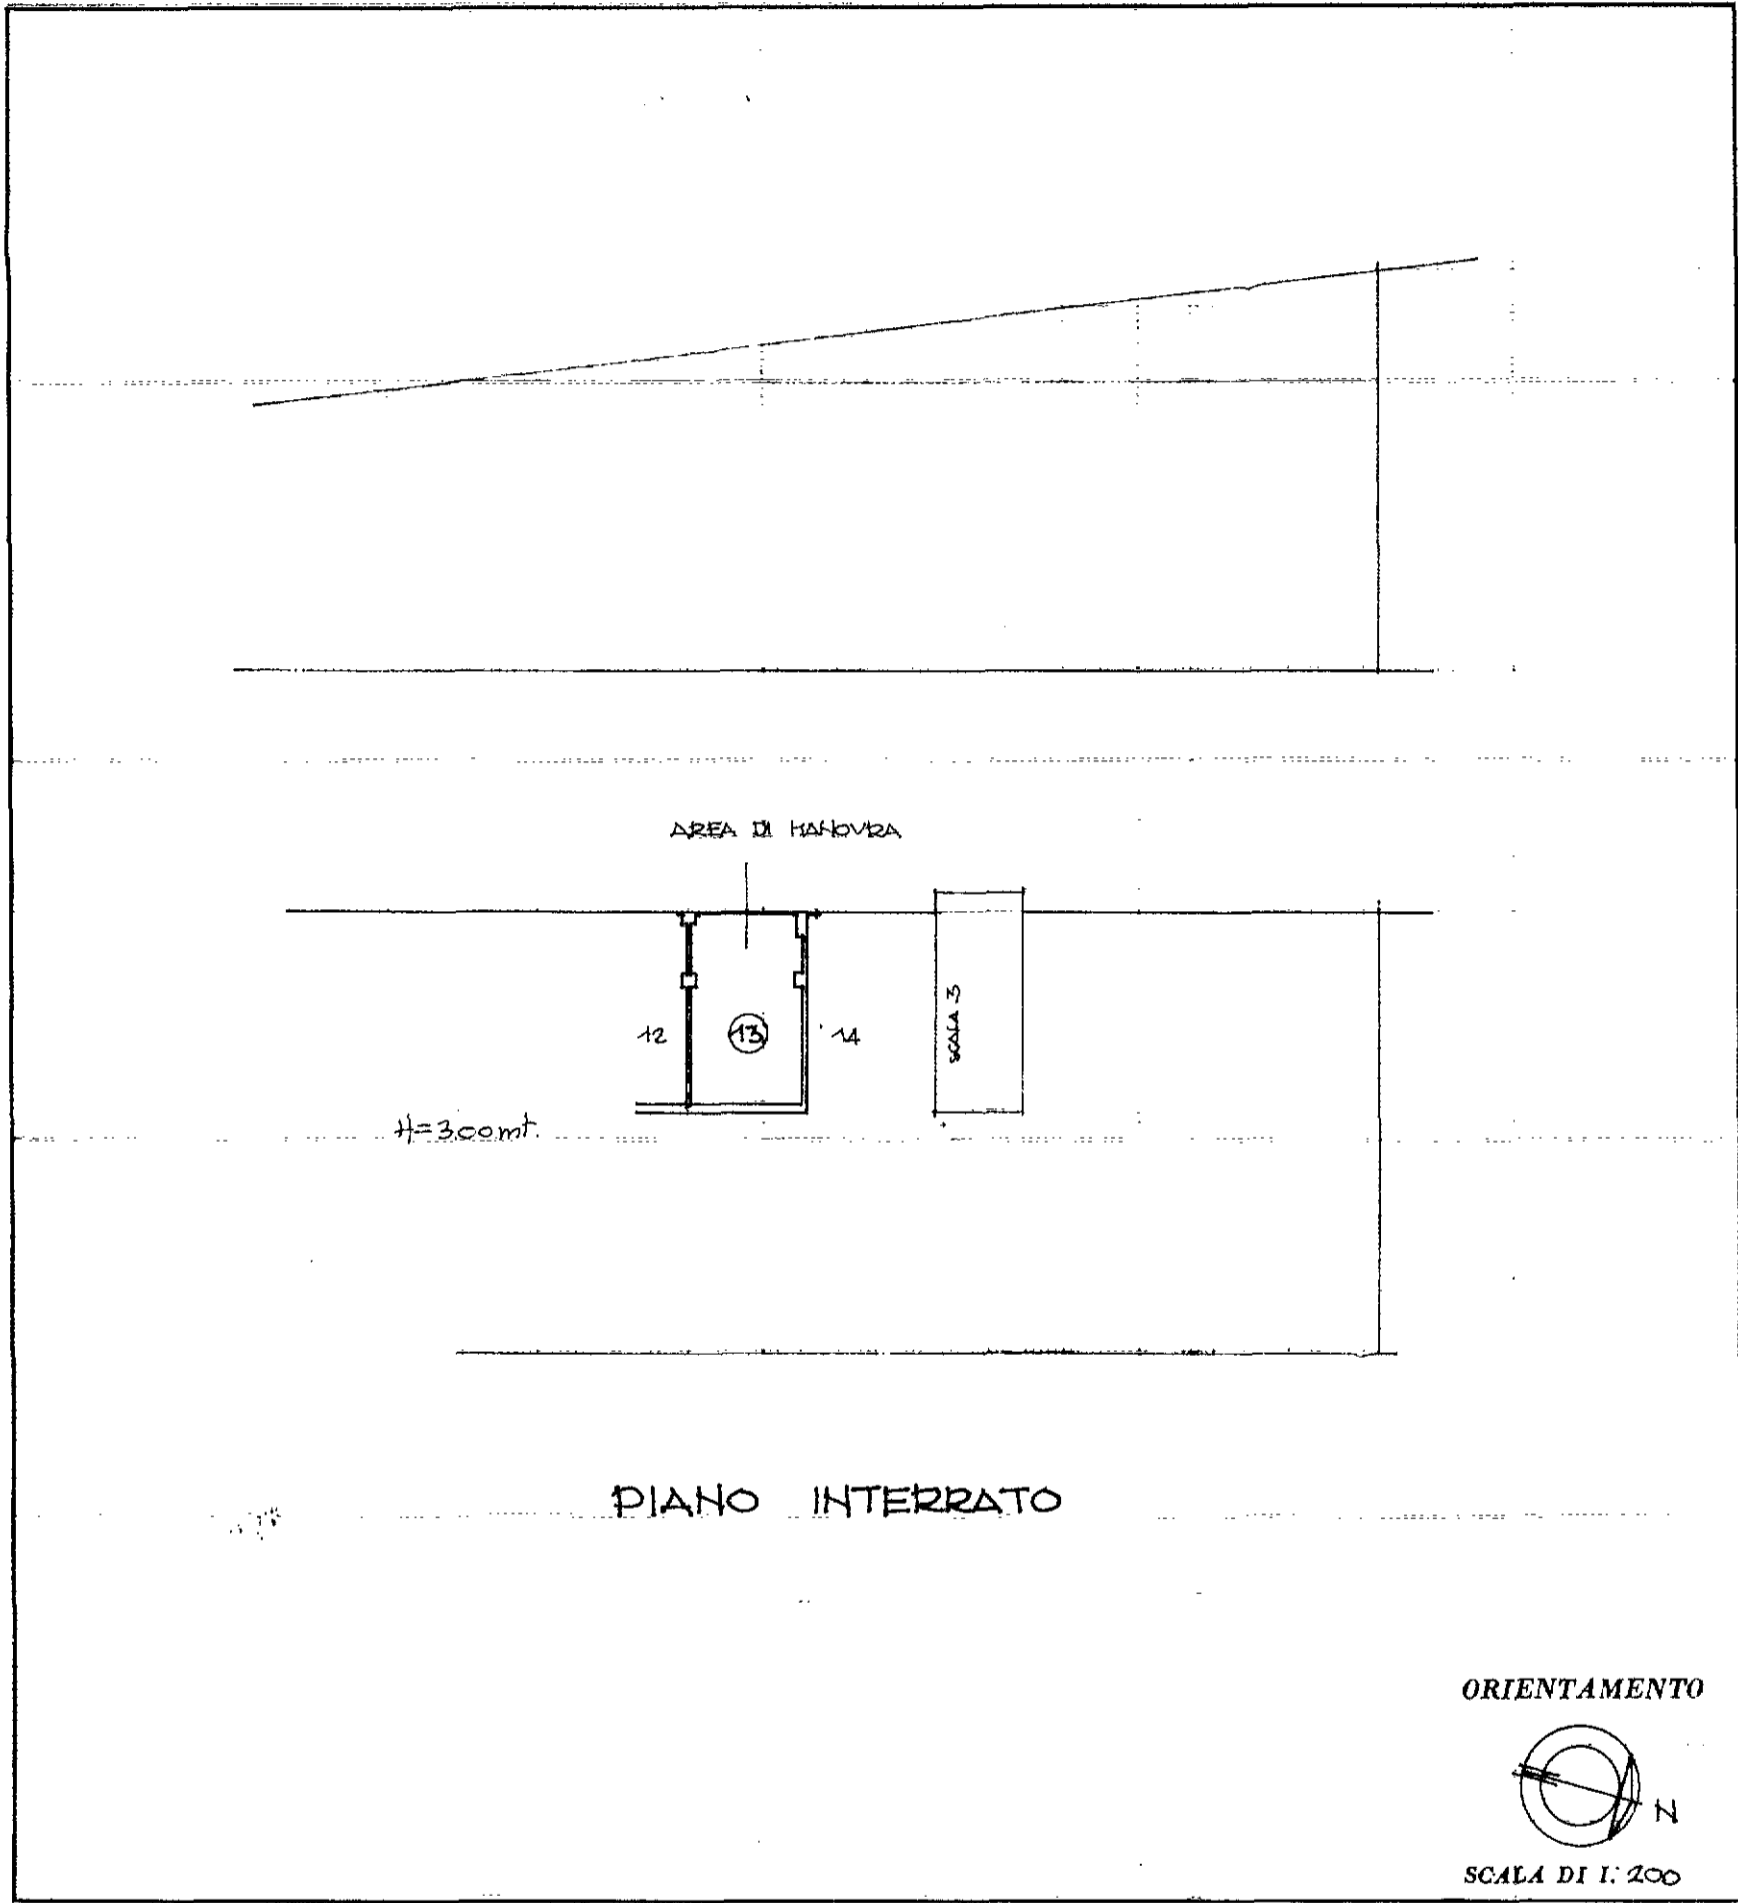 AREA DI MANOVRA
SCALA 3
12
13
14
H=3.00mt.
PIANO INTERRATO
ORIENTAMENTO
N
SCALA DI 1:200